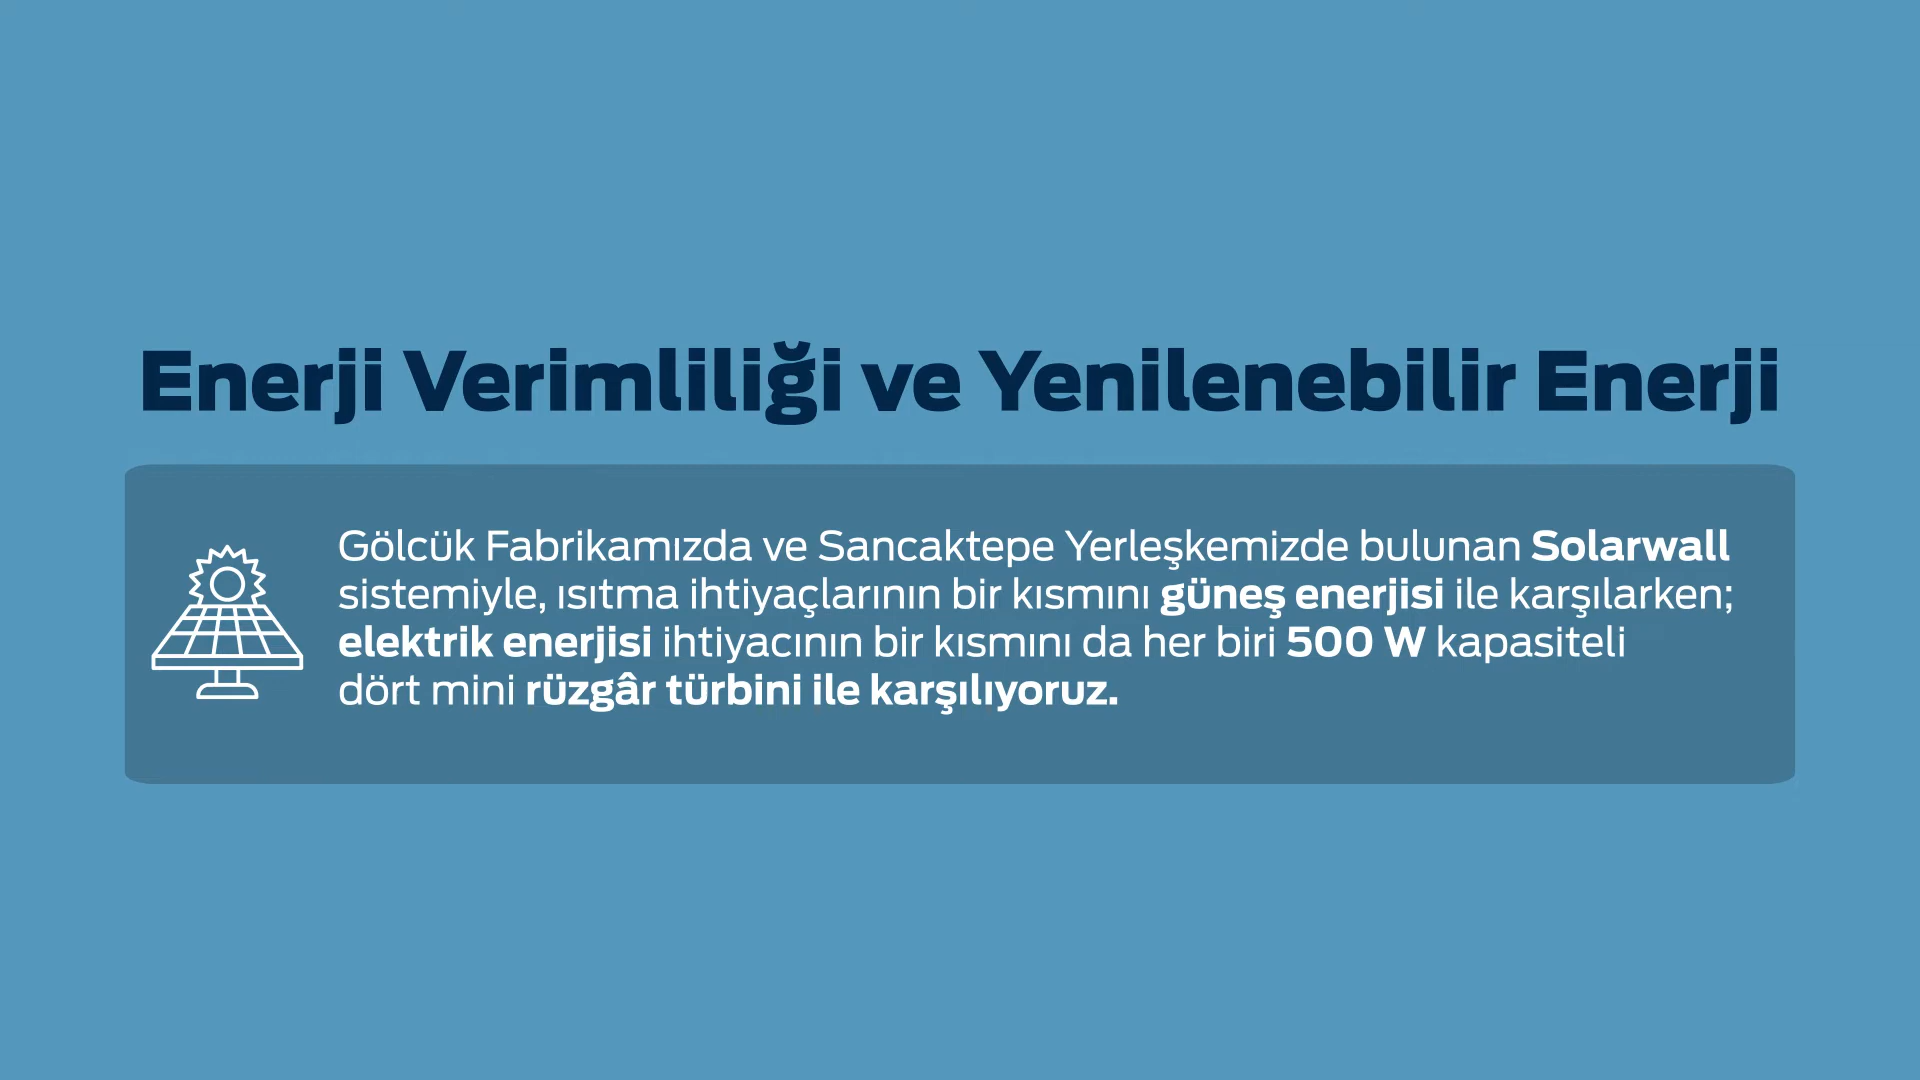 Enerji Verimliliği ve Yenilenebilir Enerji
Gölcük Fabrikamızda ve Sancaktepe Yerleşkemizde bulunan Solarwall
sistemiyle, ısıtma ihtiyaçlarının bir kısmını güneş enerjisi ile karşılarken;
elektrik enerjisi ihtiyacının bir kısmını da her biri 500 W kapasiteli
dört mini rüzgâr türbini ile karşılıyoruz.